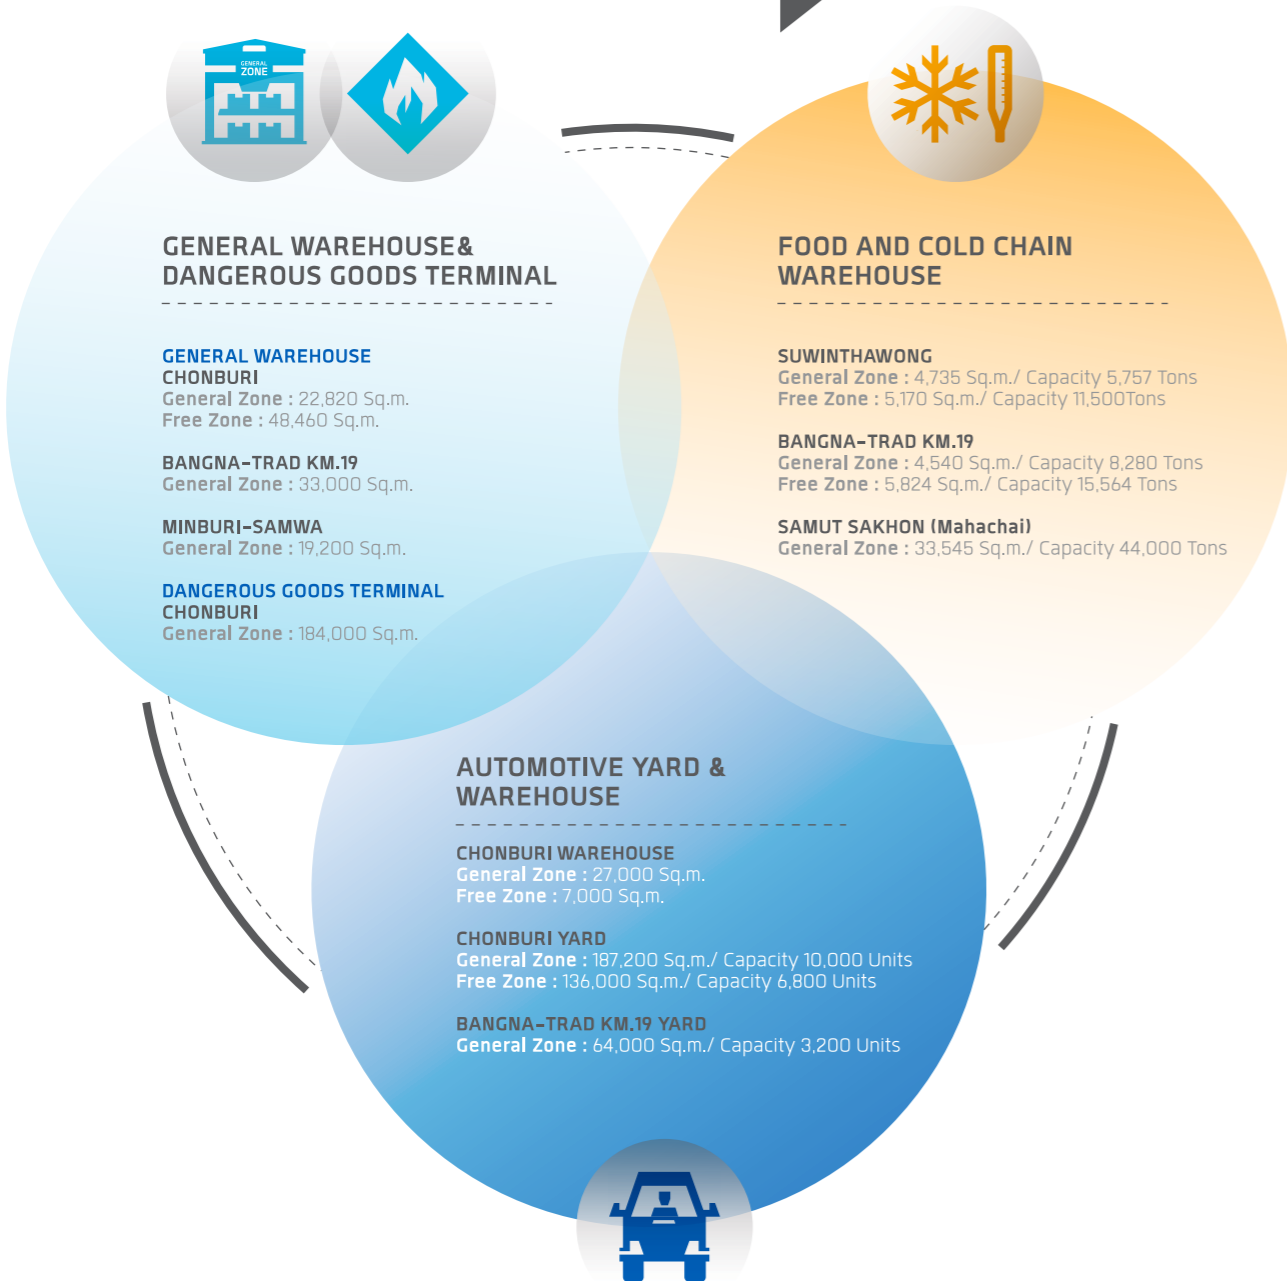 GENERAL
ZONE
GENERAL WAREHOUSE&
DANGEROUS GOODS TERMINAL
GENERAL WAREHOUSE
CHONBURI
General Zone : 22,820 Sq.m.
Free Zone : 48,460 Sq.m.
BANGNA-TRAD KM.19
General Zone : 33,000 Sq.m.
MINBURI-SAMWA
General Zone : 19,200 Sq.m.
DANGEROUS GOODS TERMINAL
CHONBURI
General Zone : 184,000 Sq.m.
FOOD AND COLD CHAIN
WAREHOUSE
SUWINTHAWONG
General Zone : 4,735 Sq.m./ Capacity 5,757 Tons
Free Zone : 5,170 Sq.m./ Capacity 11,500Tons
BANGNA-TRAD KM.19
General Zone : 4,540 Sq.m./ Capacity 8,280 Tons
Free Zone : 5,824 Sq.m./ Capacity 15,564 Tons
SAMUT SAKHON (Mahachai)
General Zone : 33,545 Sq.m./ Capacity 44,000 Tons
AUTOMOTIVE YARD &
WAREHOUSE
CHONBURI WAREHOUSE
General Zone : 27,000 Sq.m.
Free Zone : 7,000 Sq.m.
CHONBURI YARD
General Zone : 187,200 Sq.m./ Capacity 10,000 Units
Free Zone : 136,000 Sq.m./ Capacity 6,800 Units
BANGNA-TRAD KM.19 YARD
General Zone : 64,000 Sq.m./ Capacity 3,200 Units